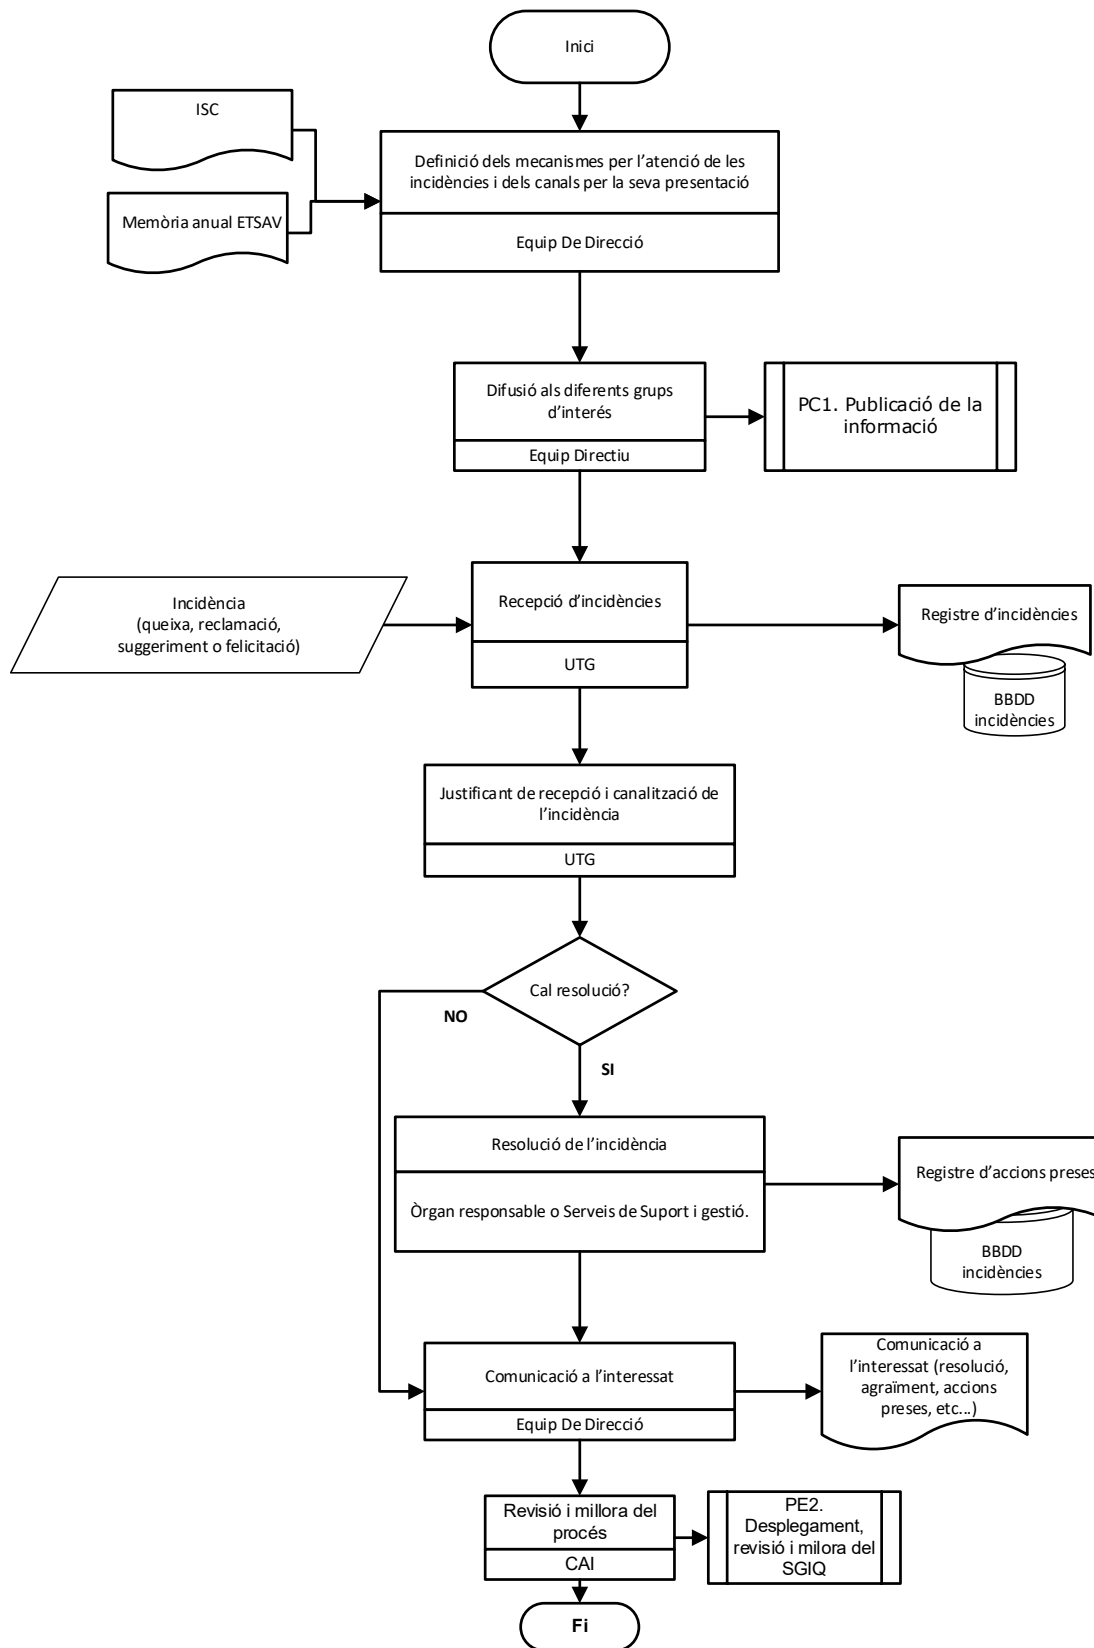 Inici
ISC
Definició dels mecanismes per l’atenció de les
incidències i dels canals per la seva presentació
Memòria anual ETSAV
Equip De Direcció
Difusió als diferents grups
d’interés
Equip Directiu
PC1. Publicació de la
informació
Incidència
(queixa, reclamació,
suggeriment o felicitació)
Recepció d’incidències
UTG
Registre d’incidències
BBDD
incidències
Justificant de recepció i canalització de
l’incidència
UTG
Cal resolució?
NO
SI
Resolució de l’incidència
Òrgan responsable o Serveis de Suport i gestió.
Registre d’accions preses
BBDD
incidències
Comunicació a l’interessat
Equip De Direcció
Comunicació a
l’interessat (resolució,
agraïment, accions
preses, etc...)
Revisió i millora del
procés
CAI
PE2.
Desplegament,
revisió i milora del
SGIQ
Fi